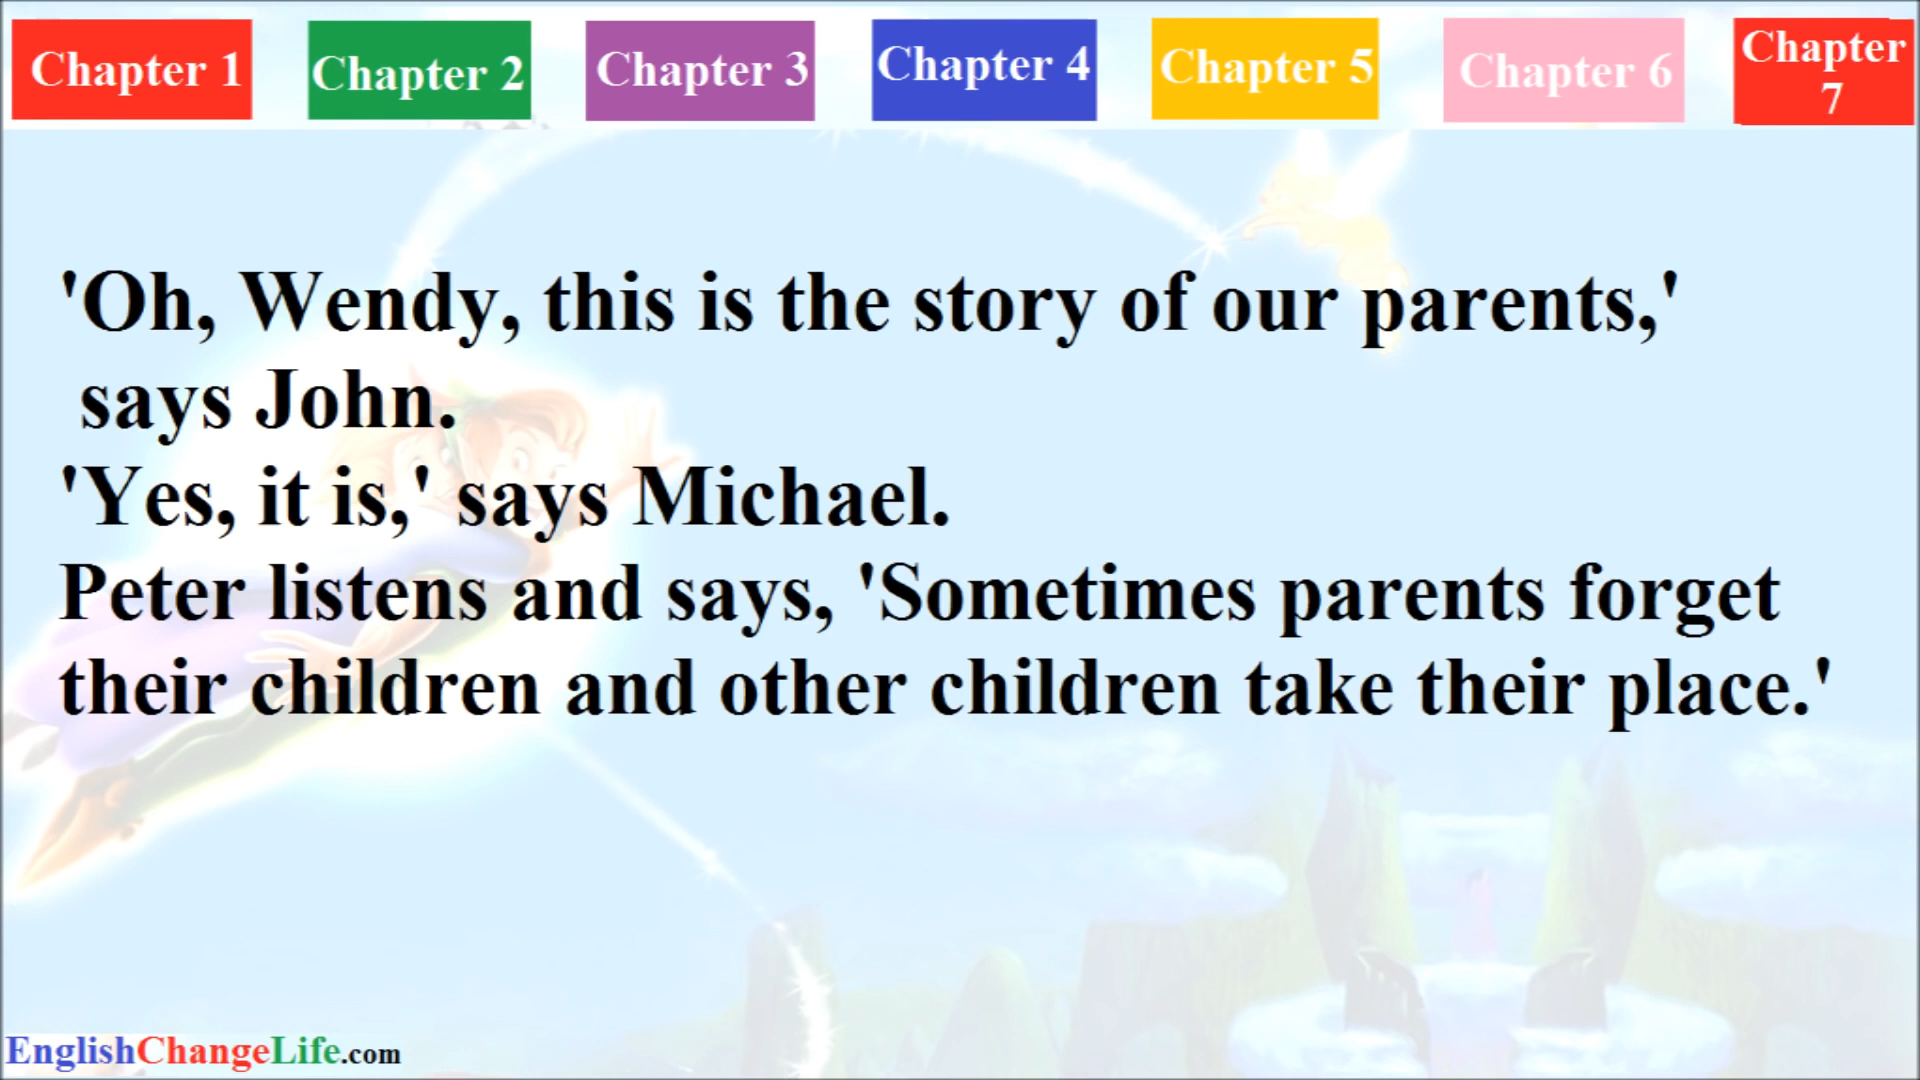 Chapter 1
Chapter 2
Chapter 3
Chapter 4
Chapter 5
Chapter 6
Chapter
7
'Oh, Wendy, this is the story of our parents,'
says John.
'Yes, it is,' says Michael.
Peter listens and says, 'Sometimes parents forget
their children and other children take their place.'
EnglishChangeLife.com